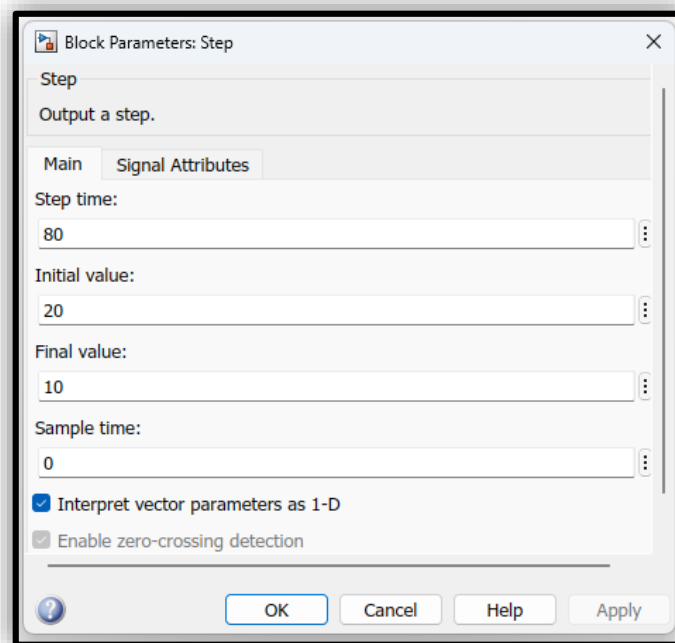 Block Parameters: Step
Step
Output a step.
Main Signal Attributes
Step time:
80
Initial value:
20
Final value:
10
Sample time:
0
Interpret vector parameters as 1-D
Enable zero-crossing detection
? OK Cancel Help Apply